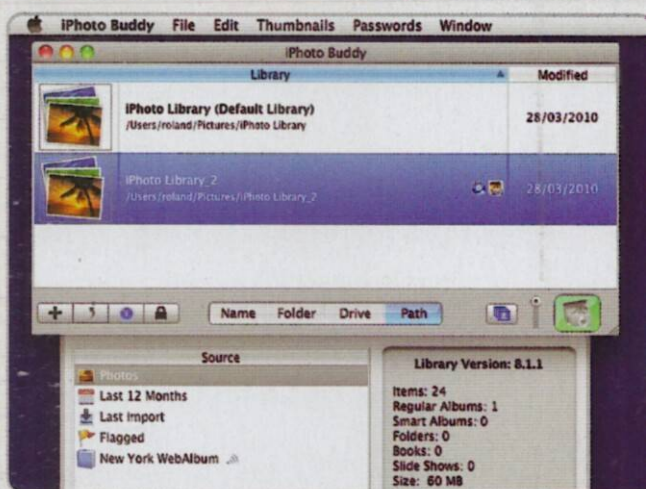 iPhoto Buddy File Edit Thumbnails Passwords Window
iPhoto Buddy
Library Modified
iPhoto Library (Default Library) 28/03/2010
/Users/roland/Pictures/iPhoto Library
iPhoto Library_2 28/03/2010
/Users/roland/Pictures/iPhoto Library_2
Name Folder Drive Path
Source
Photos
Last 12 Months
Last Import
Flagged
New York WebAlbum
Library Version: 8.1.1
Items: 24
Regular Albums: 1
Smart Albums: 0
Folders: 0
Books: 0
Slide Shows: 0
Size: 60 MB